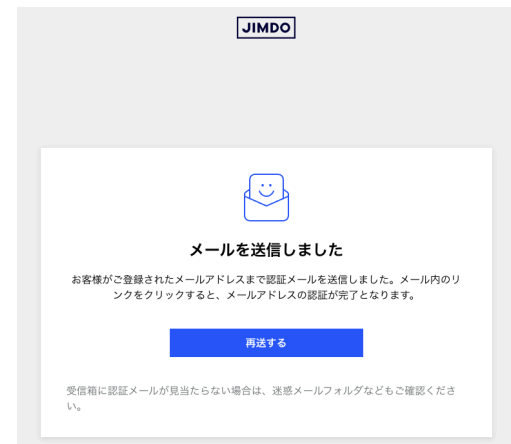 JIMDO
メールを送信しました
お客様がご登録されたメールアドレスまで認証メールを送信しました。メール内のリ
ンクをクリックすると、メールアドレスの認証が完了となります。
再送する
受信箱に認証メールが見当たらない場合は、迷惑メールフォルダなどもご確認くださ
い。